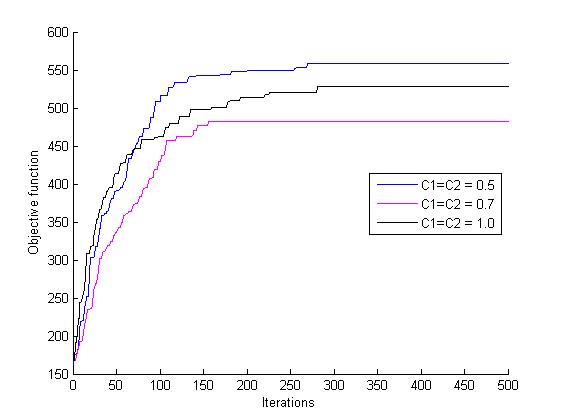 600
550
500
450
400
350
300
250
200
150
Objective function
C1=C2 = 0.5
C1=C2 = 0.7
C1=C2 = 1.0
0 50 100 150 200 250 300 350 400 450 500
Iterations